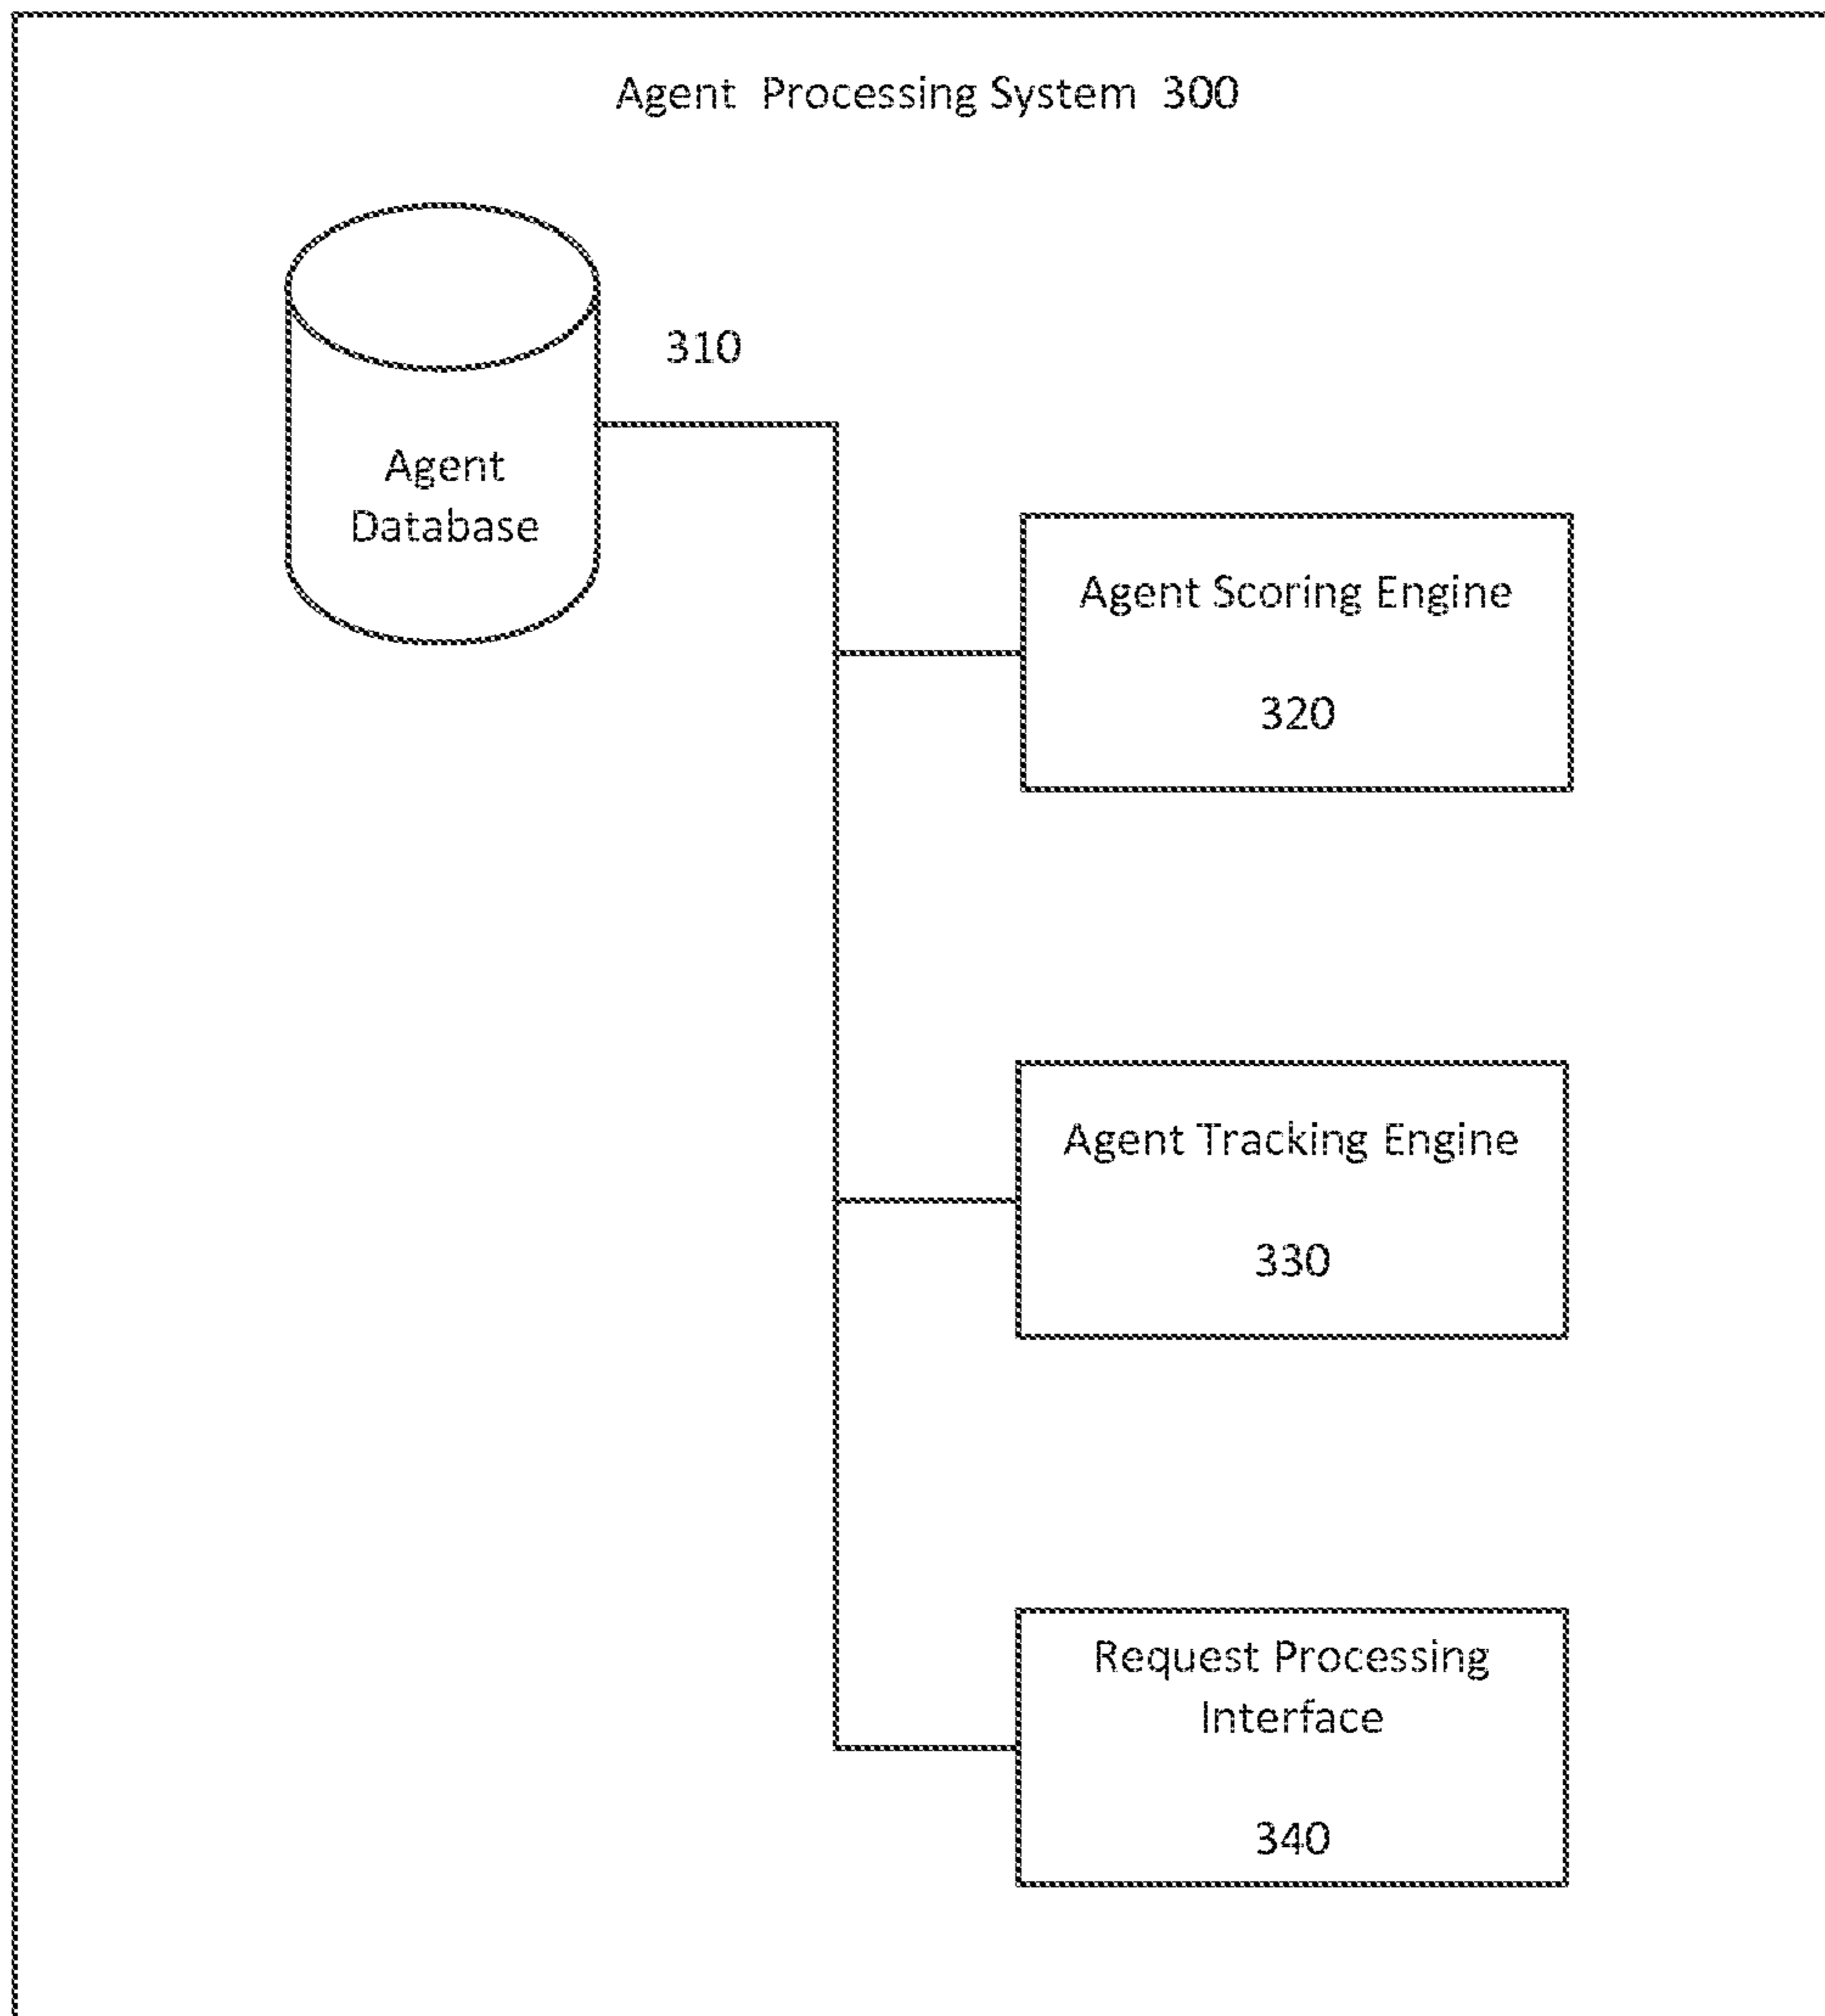 Agent Processing System 300
310
Agent
Database
Agent Scoring Engine
320
Agent Tracking Engine
330
Request Processing
Interface
340